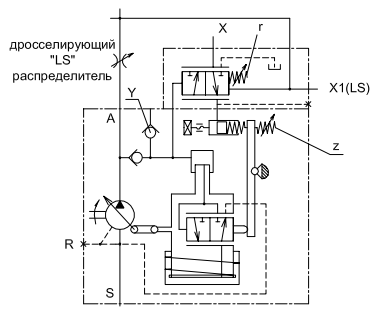 X
r
дросселирующий
"LS"
распределитель
Y
X1(LS)
A
z
R
S